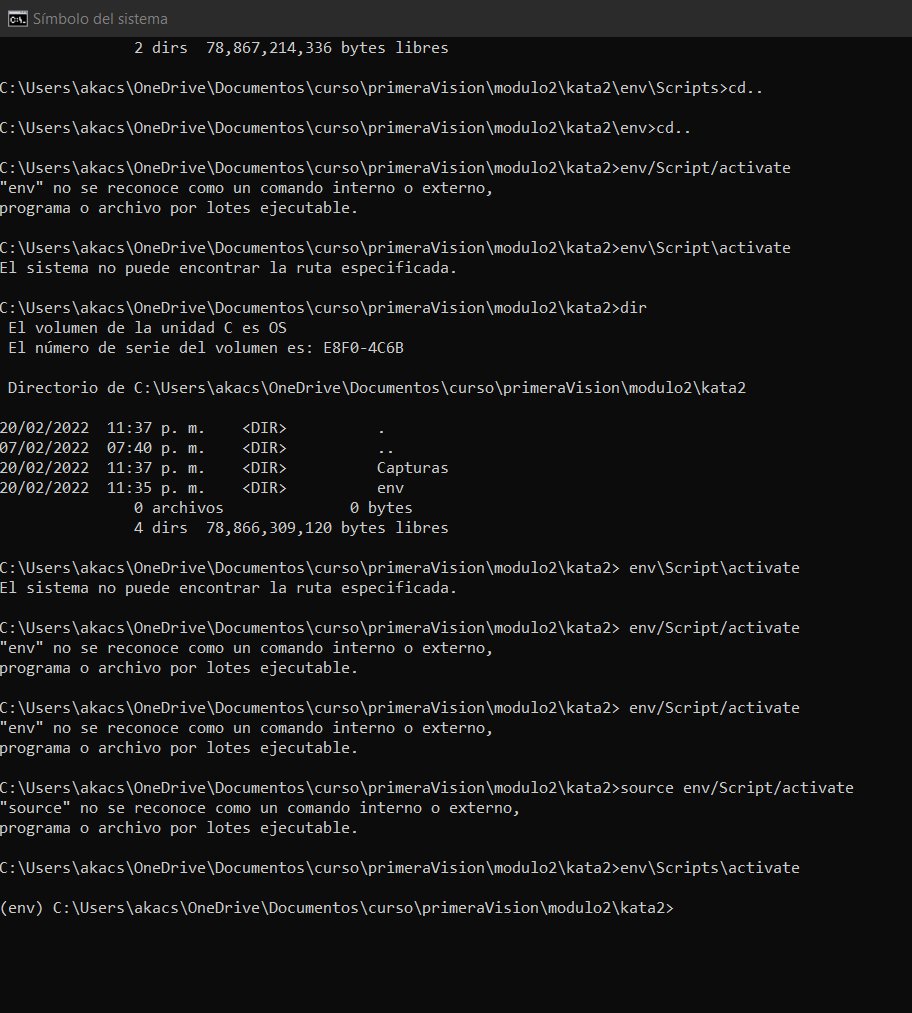 Símbolo del sistema
2 dirs  78,867,214,336 bytes libres
C:\Users\akacs\OneDrive\Documentos\curso\primeraVision\modulo2\kata2\env\Scripts>cd..
C:\Users\akacs\OneDrive\Documentos\curso\primeraVision\modulo2\kata2\env>cd..
C:\Users\akacs\OneDrive\Documentos\curso\primeraVision\modulo2\kata2>env/Script/activate
"env" no se reconoce como un comando interno o externo,
programa o archivo por lotes ejecutable.
C:\Users\akacs\OneDrive\Documentos\curso\primeraVision\modulo2\kata2>env\Script\activate
El sistema no puede encontrar la ruta especificada.
C:\Users\akacs\OneDrive\Documentos\curso\primeraVision\modulo2\kata2>dir
El volumen de la unidad C es OS
El número de serie del volumen es: E8F0-4C6B
Directorio de C:\Users\akacs\OneDrive\Documentos\curso\primeraVision\modulo2\kata2
20/02/2022  11:37 p. m.    <DIR>          .
07/02/2022  07:40 p. m.    <DIR>          ..
20/02/2022  11:37 p. m.    <DIR>          Capturas
20/02/2022  11:35 p. m.    <DIR>          env
0 archivos              0 bytes
4 dirs  78,866,309,120 bytes libres
C:\Users\akacs\OneDrive\Documentos\curso\primeraVision\modulo2\kata2> env\Script\activate
El sistema no puede encontrar la ruta especificada.
C:\Users\akacs\OneDrive\Documentos\curso\primeraVision\modulo2\kata2> env/Script/activate
"env" no se reconoce como un comando interno o externo,
programa o archivo por lotes ejecutable.
C:\Users\akacs\OneDrive\Documentos\curso\primeraVision\modulo2\kata2> env/Script/activate
"env" no se reconoce como un comando interno o externo,
programa o archivo por lotes ejecutable.
C:\Users\akacs\OneDrive\Documentos\curso\primeraVision\modulo2\kata2>source env/Script/activate
"source" no se reconoce como un comando interno o externo,
programa o archivo por lotes ejecutable.
C:\Users\akacs\OneDrive\Documentos\curso\primeraVision\modulo2\kata2>env\Scripts\activate
(env) C:\Users\akacs\OneDrive\Documentos\curso\primeraVision\modulo2\kata2>